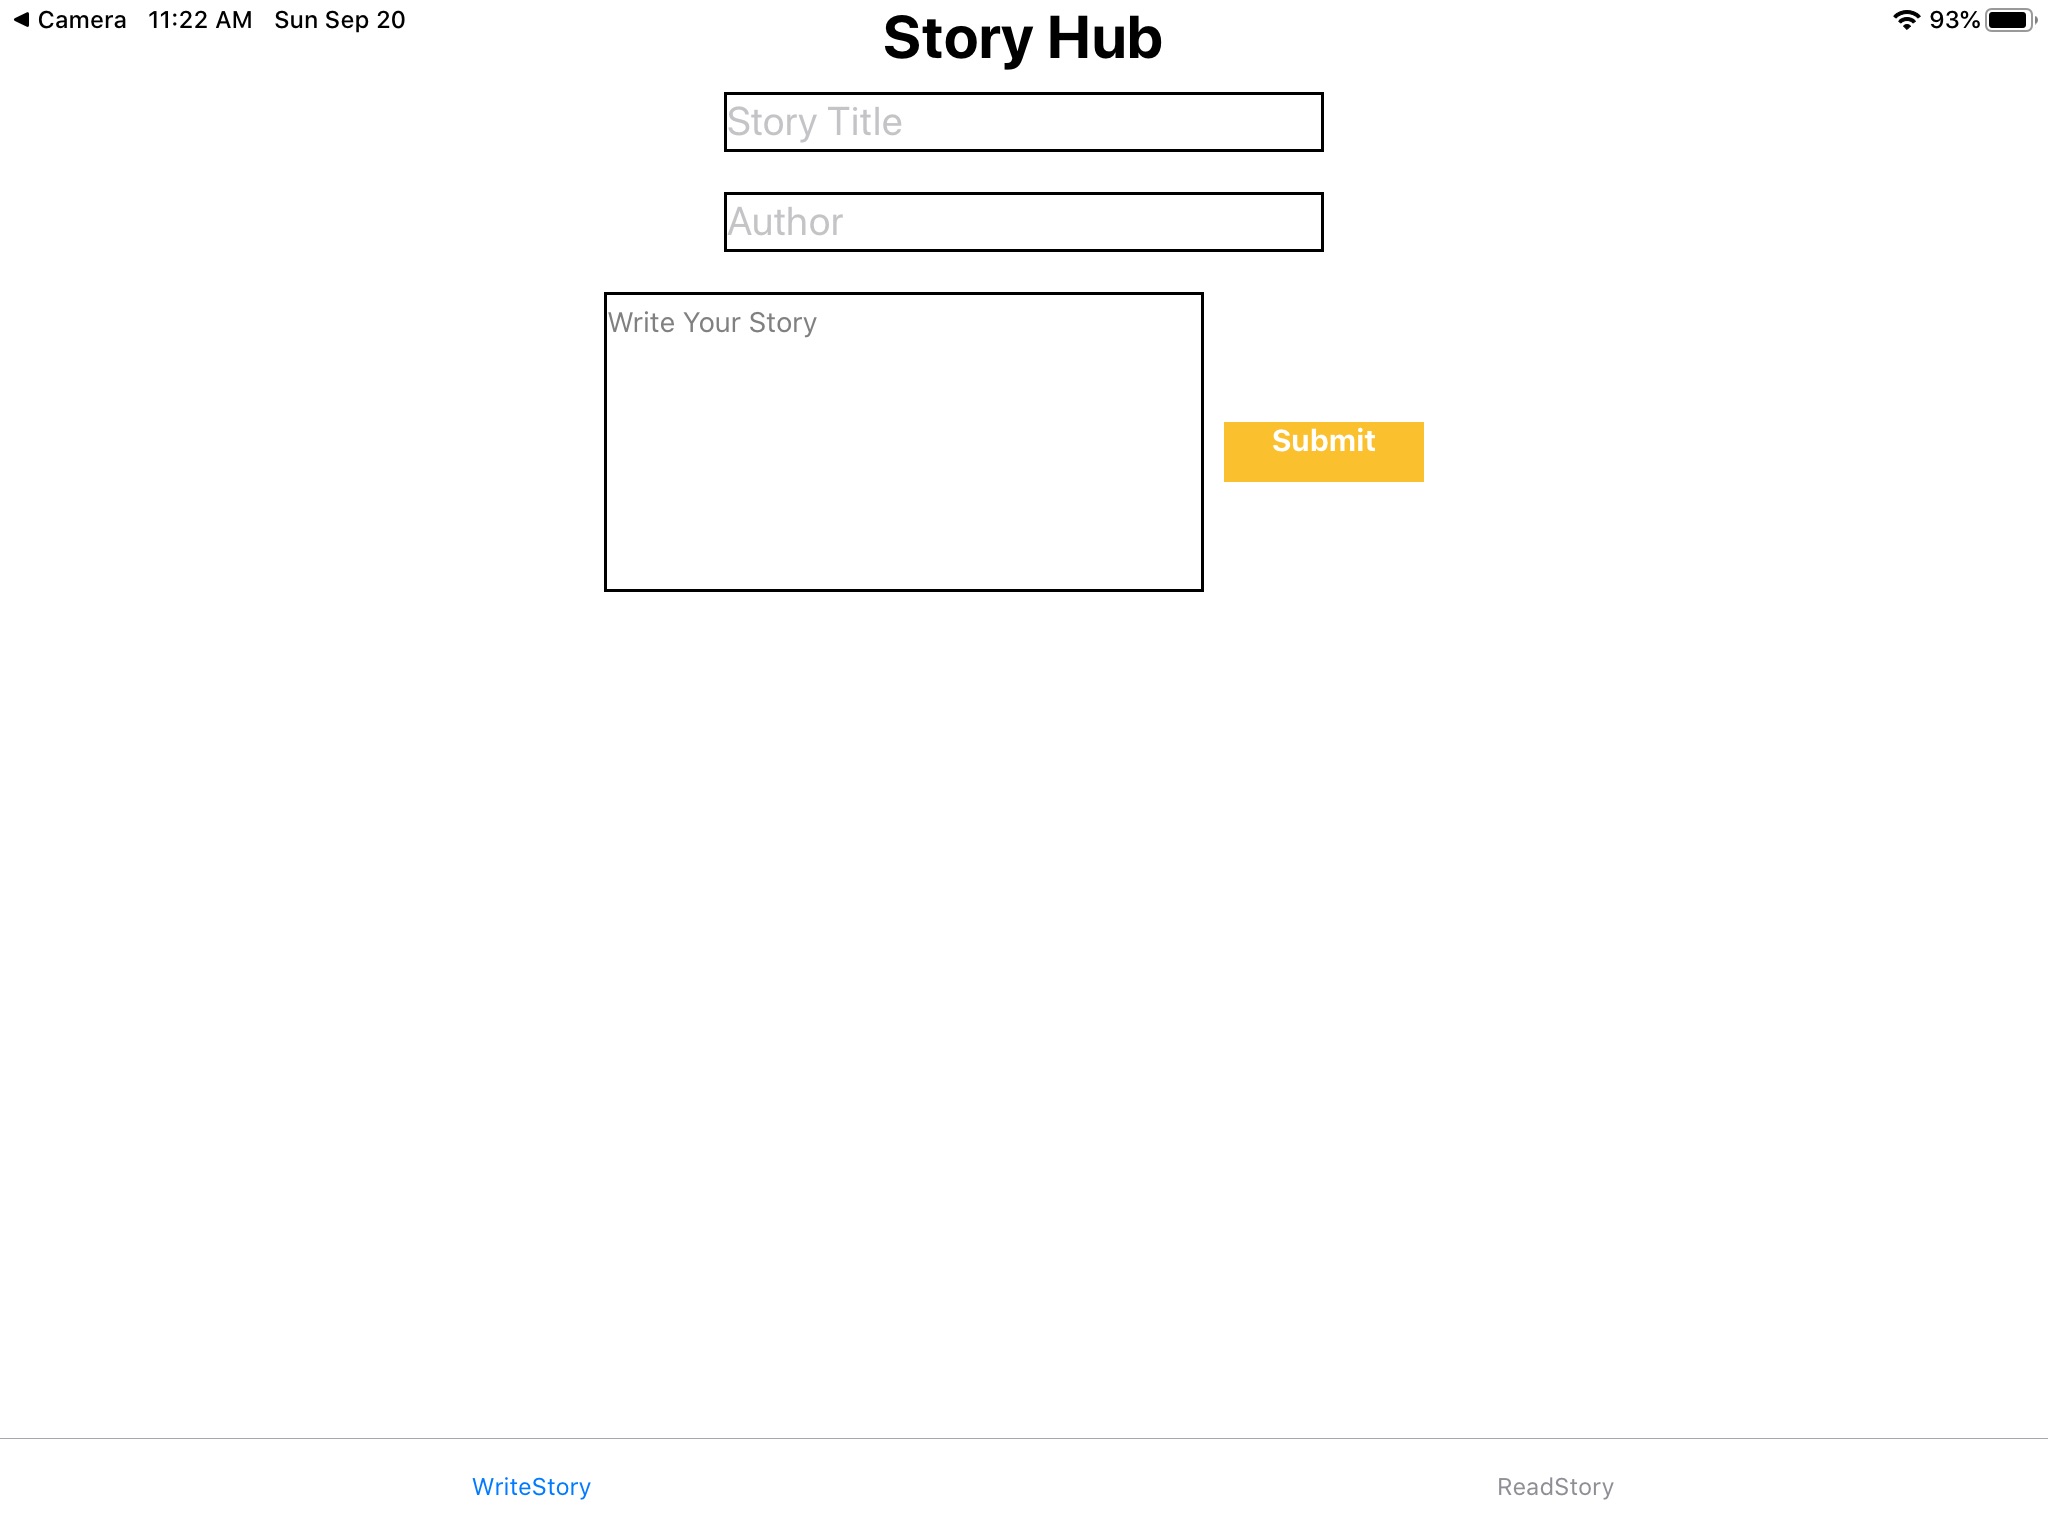 Camera 11:22 AM Sun Sep 20
93%
Story Hub
Story Title
Author
Write Your Story
Submit
WriteStory
ReadStory